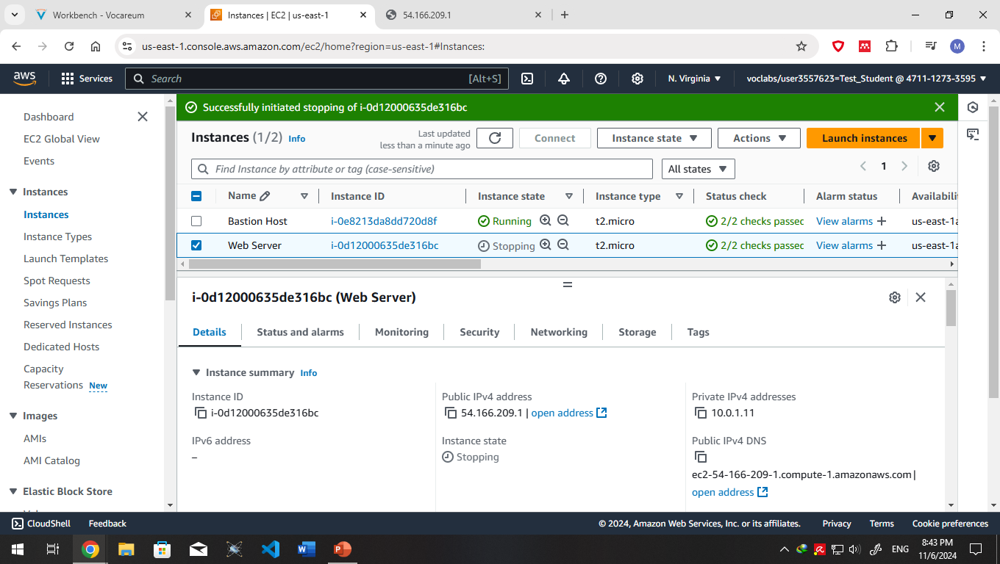 Workbench - Vocareum
Instances | EC2 | us-east-1
54.166.209.1
us-east-1.console.aws.amazon.com/ec2/home?region=us-east-1#Instances:
M
aws
Services
Search
[Alt+S]
N. Virginia
voclabs/user3557623=Test_Student @ 4711-1273-3595
Dashboard
EC2 Global View
Events
Instances
Instances
Instance Types
Launch Templates
Spot Requests
Savings Plans
Reserved Instances
Dedicated Hosts
Capacity
Reservations New
Images
AMIs
AMI Catalog
Elastic Block Store
Successfully initiated stopping of i-0d12000635de316bc
Instances (1/2) Info
Last updated
less than a minute ago
Connect
Instance state
Actions
Launch instances
Find Instance by attribute or tag (case-sensitive)
All states
1
Name Instance ID Instance state Instance type Status check Alarm status Availabili
Bastion Host i-0e8213da8dd720d8f Running t2.micro 2/2 checks passed View alarms us-east-1a
Web Server i-0d12000635de316bc Stopping t2.micro 2/2 checks passed View alarms us-east-1a
i-0d12000635de316bc (Web Server)
Details Status and alarms Monitoring Security Networking Storage Tags
Instance summary Info
Instance ID
i-0d12000635de316bc
Public IPv4 address
54.166.209.1 | open address
Private IPv4 addresses
10.0.1.11
IPv6 address
–
Instance state
Stopping
Public IPv4 DNS
ec2-54-166-209-1.compute-1.amazonaws.com |
open address
CloudShell
Feedback
© 2024, Amazon Web Services, Inc. or its affiliates.
Privacy
Terms
Cookie preferences
ENG
8:43 PM
11/6/2024